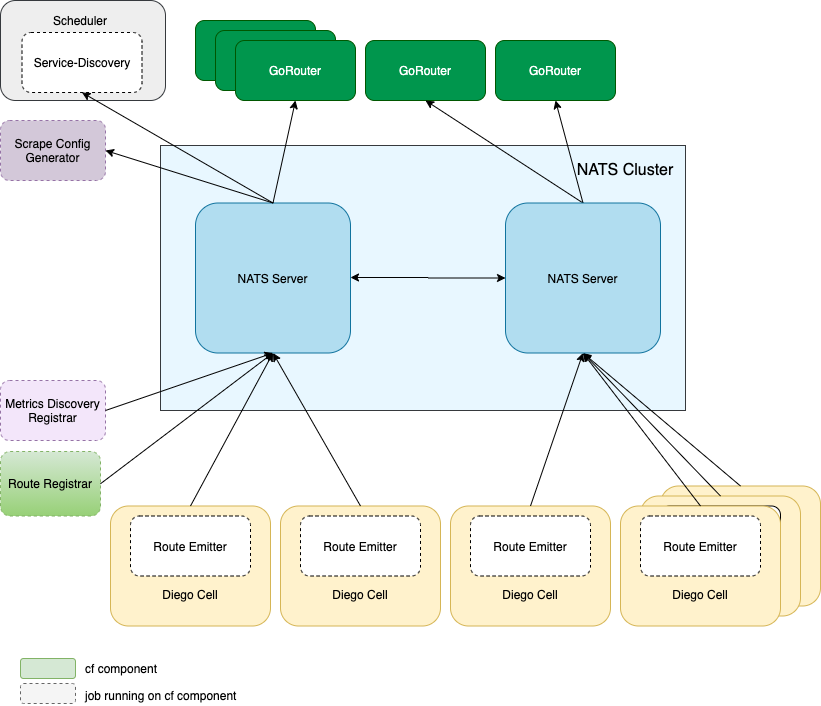 Scheduler
Service-Discovery
GoRouter
GoRouter
GoRouter
Scrape Config
Generator
NATS Cluster
NATS Server
NATS Server
Metrics Discovery
Registrar
Route Registrar
Route Emitter
Route Emitter
Route Emitter
Route Emitter
Diego Cell
Diego Cell
Diego Cell
Diego Cell
cf component
job running on cf component